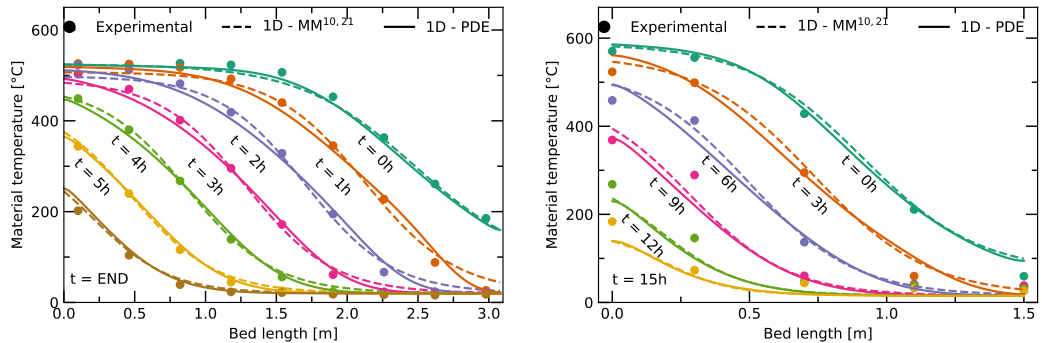 Experimental 1D - MM10,21 1D - PDE
Material temperature [°C]
600
400
200
0
t = 0h
t = 1h
t = 2h
t = 3h
t = 4h
t = 5h
t = END
0.0 0.5 1.0 1.5 2.0 2.5 3.0
Bed length [m]
Experimental 1D - MM10,21 1D - PDE
Material temperature [°C]
600
400
200
0
t = 0h
t = 3h
t = 6h
t = 9h
t = 12h
t = 15h
0.0 0.5 1.0 1.5
Bed length [m]